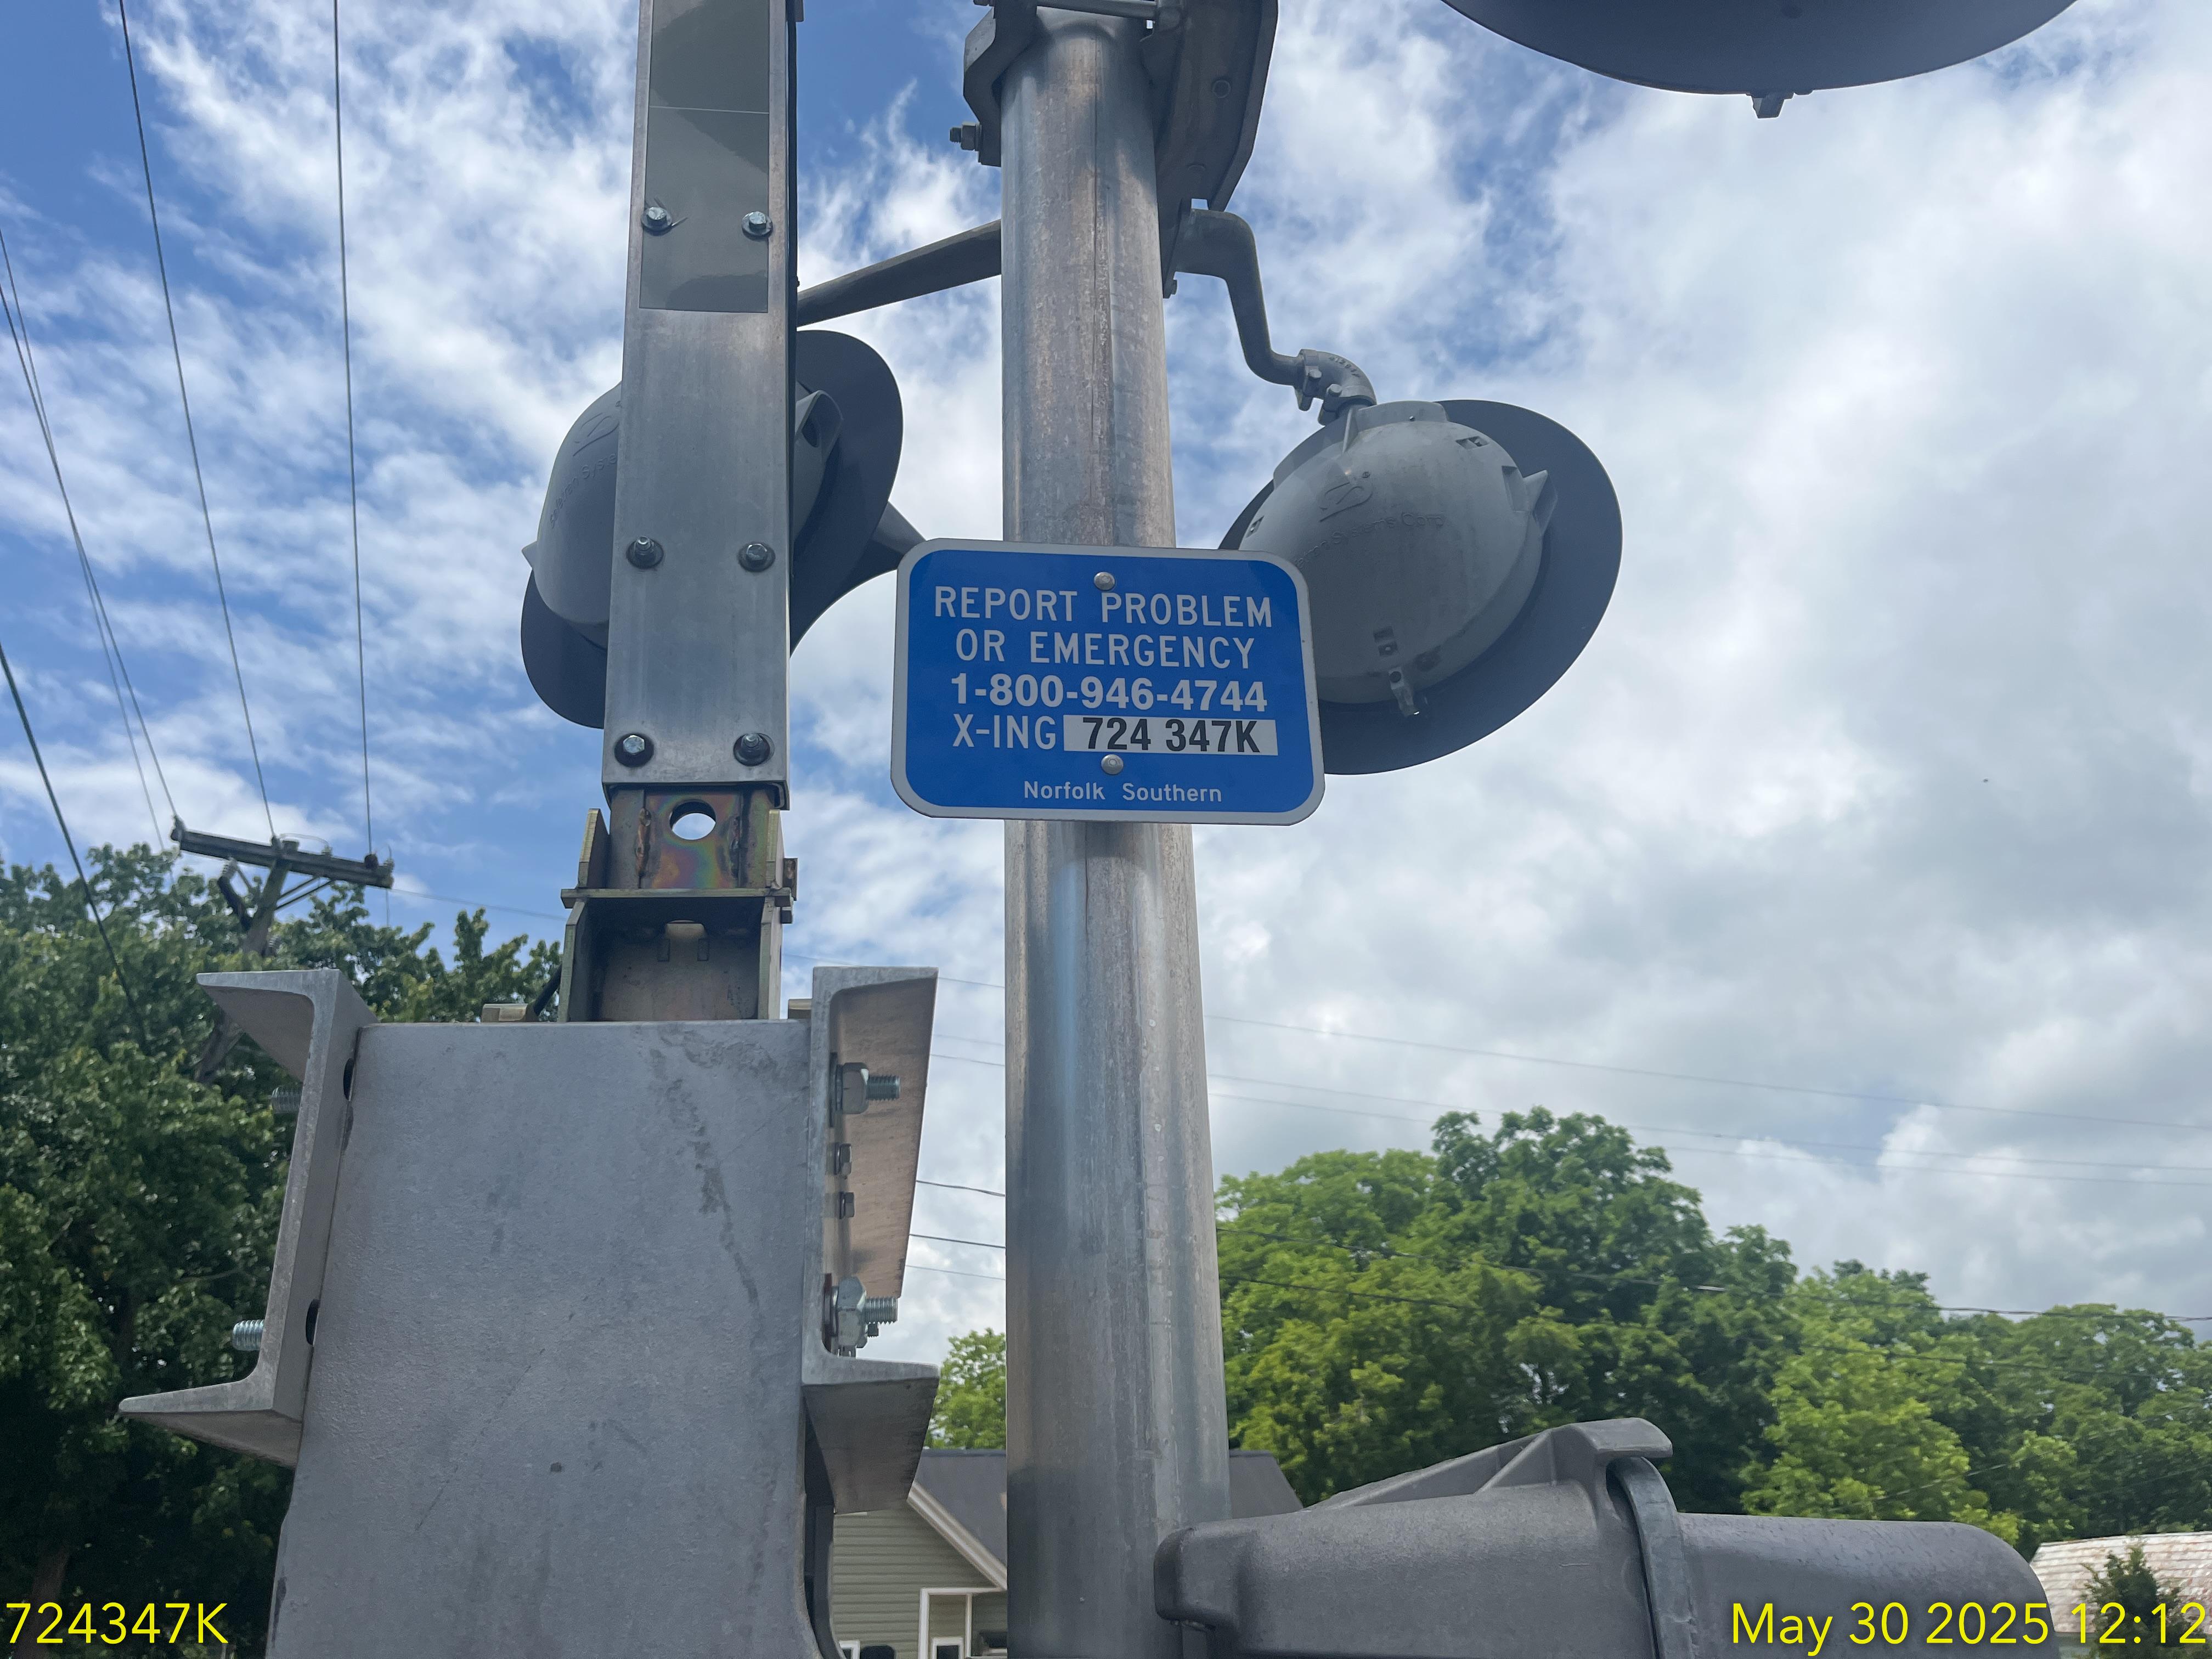 REPORT PROBLEM
OR EMERGENCY
1-800-946-4744
X-ING 724 347K
Norfolk Southern
724347K
May 30 2025 12:12